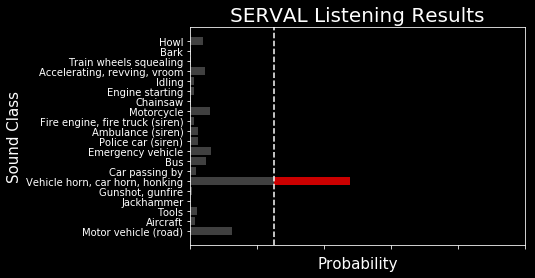 SERVAL Listening Results
Sound Class
Howl
Bark
Train wheels squealing
Accelerating, revving, vroom
Idling
Engine starting
Chainsaw
Motorcycle
Fire engine, fire truck (siren)
Ambulance (siren)
Police car (siren)
Emergency vehicle
Bus
Car passing by
Vehicle horn, car horn, honking
Gunshot, gunfire
Jackhammer
Tools
Aircraft
Motor vehicle (road)
Probability